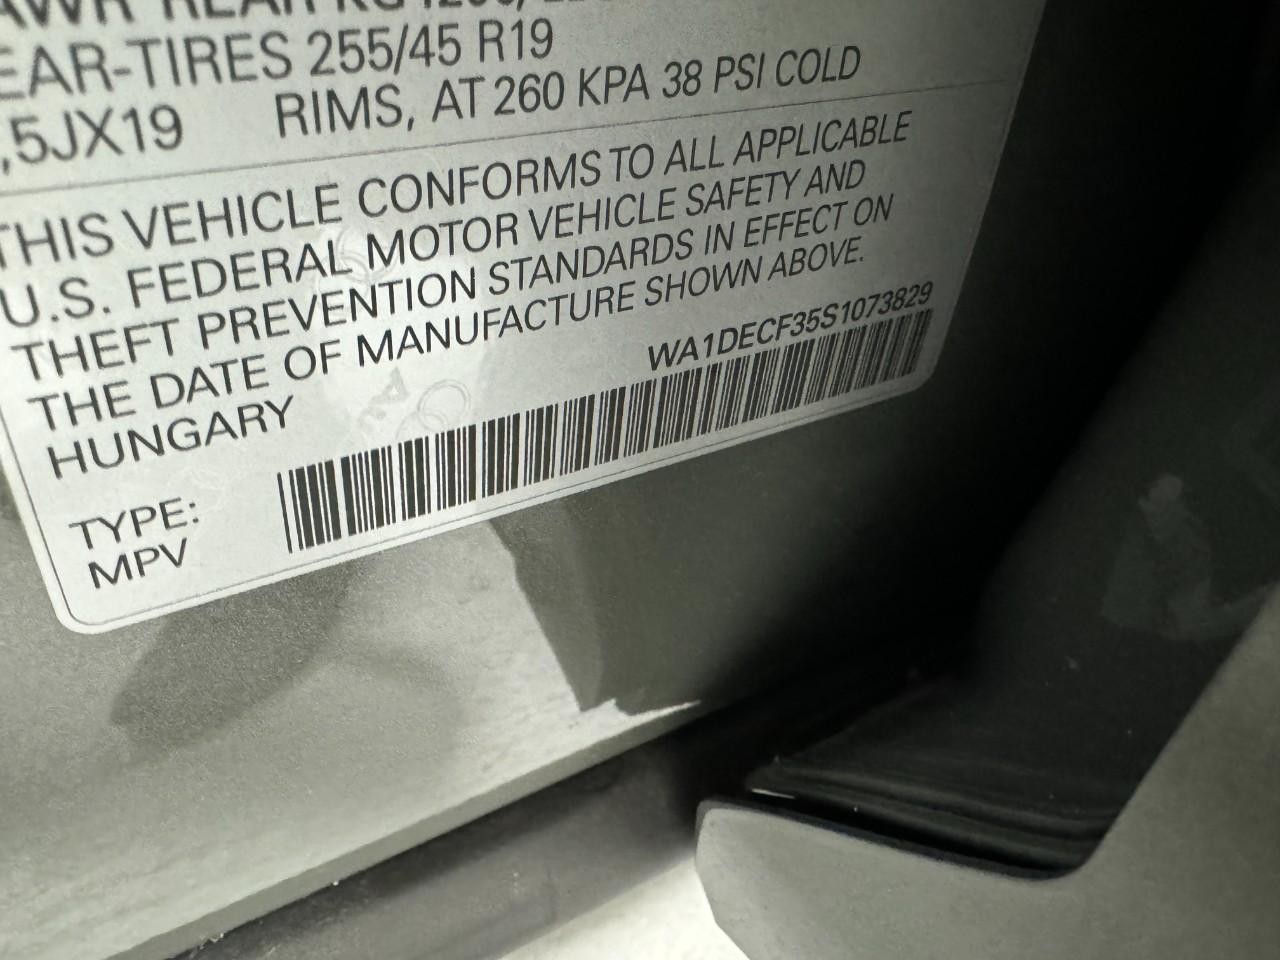 REAR
EAR-TIRES 255/45 R19
,5JX19 RIMS, AT 260 KPA 38 PSI COLD
THIS VEHICLE CONFORMS TO ALL APPLICABLE
U.S. FEDERAL MOTOR VEHICLE SAFETY AND
THEFT PREVENTION STANDARDS IN EFFECT ON
THE DATE OF MANUFACTURE SHOWN ABOVE.
HUNGARY
WA1DECF35S1073829
TYPE:
MPV